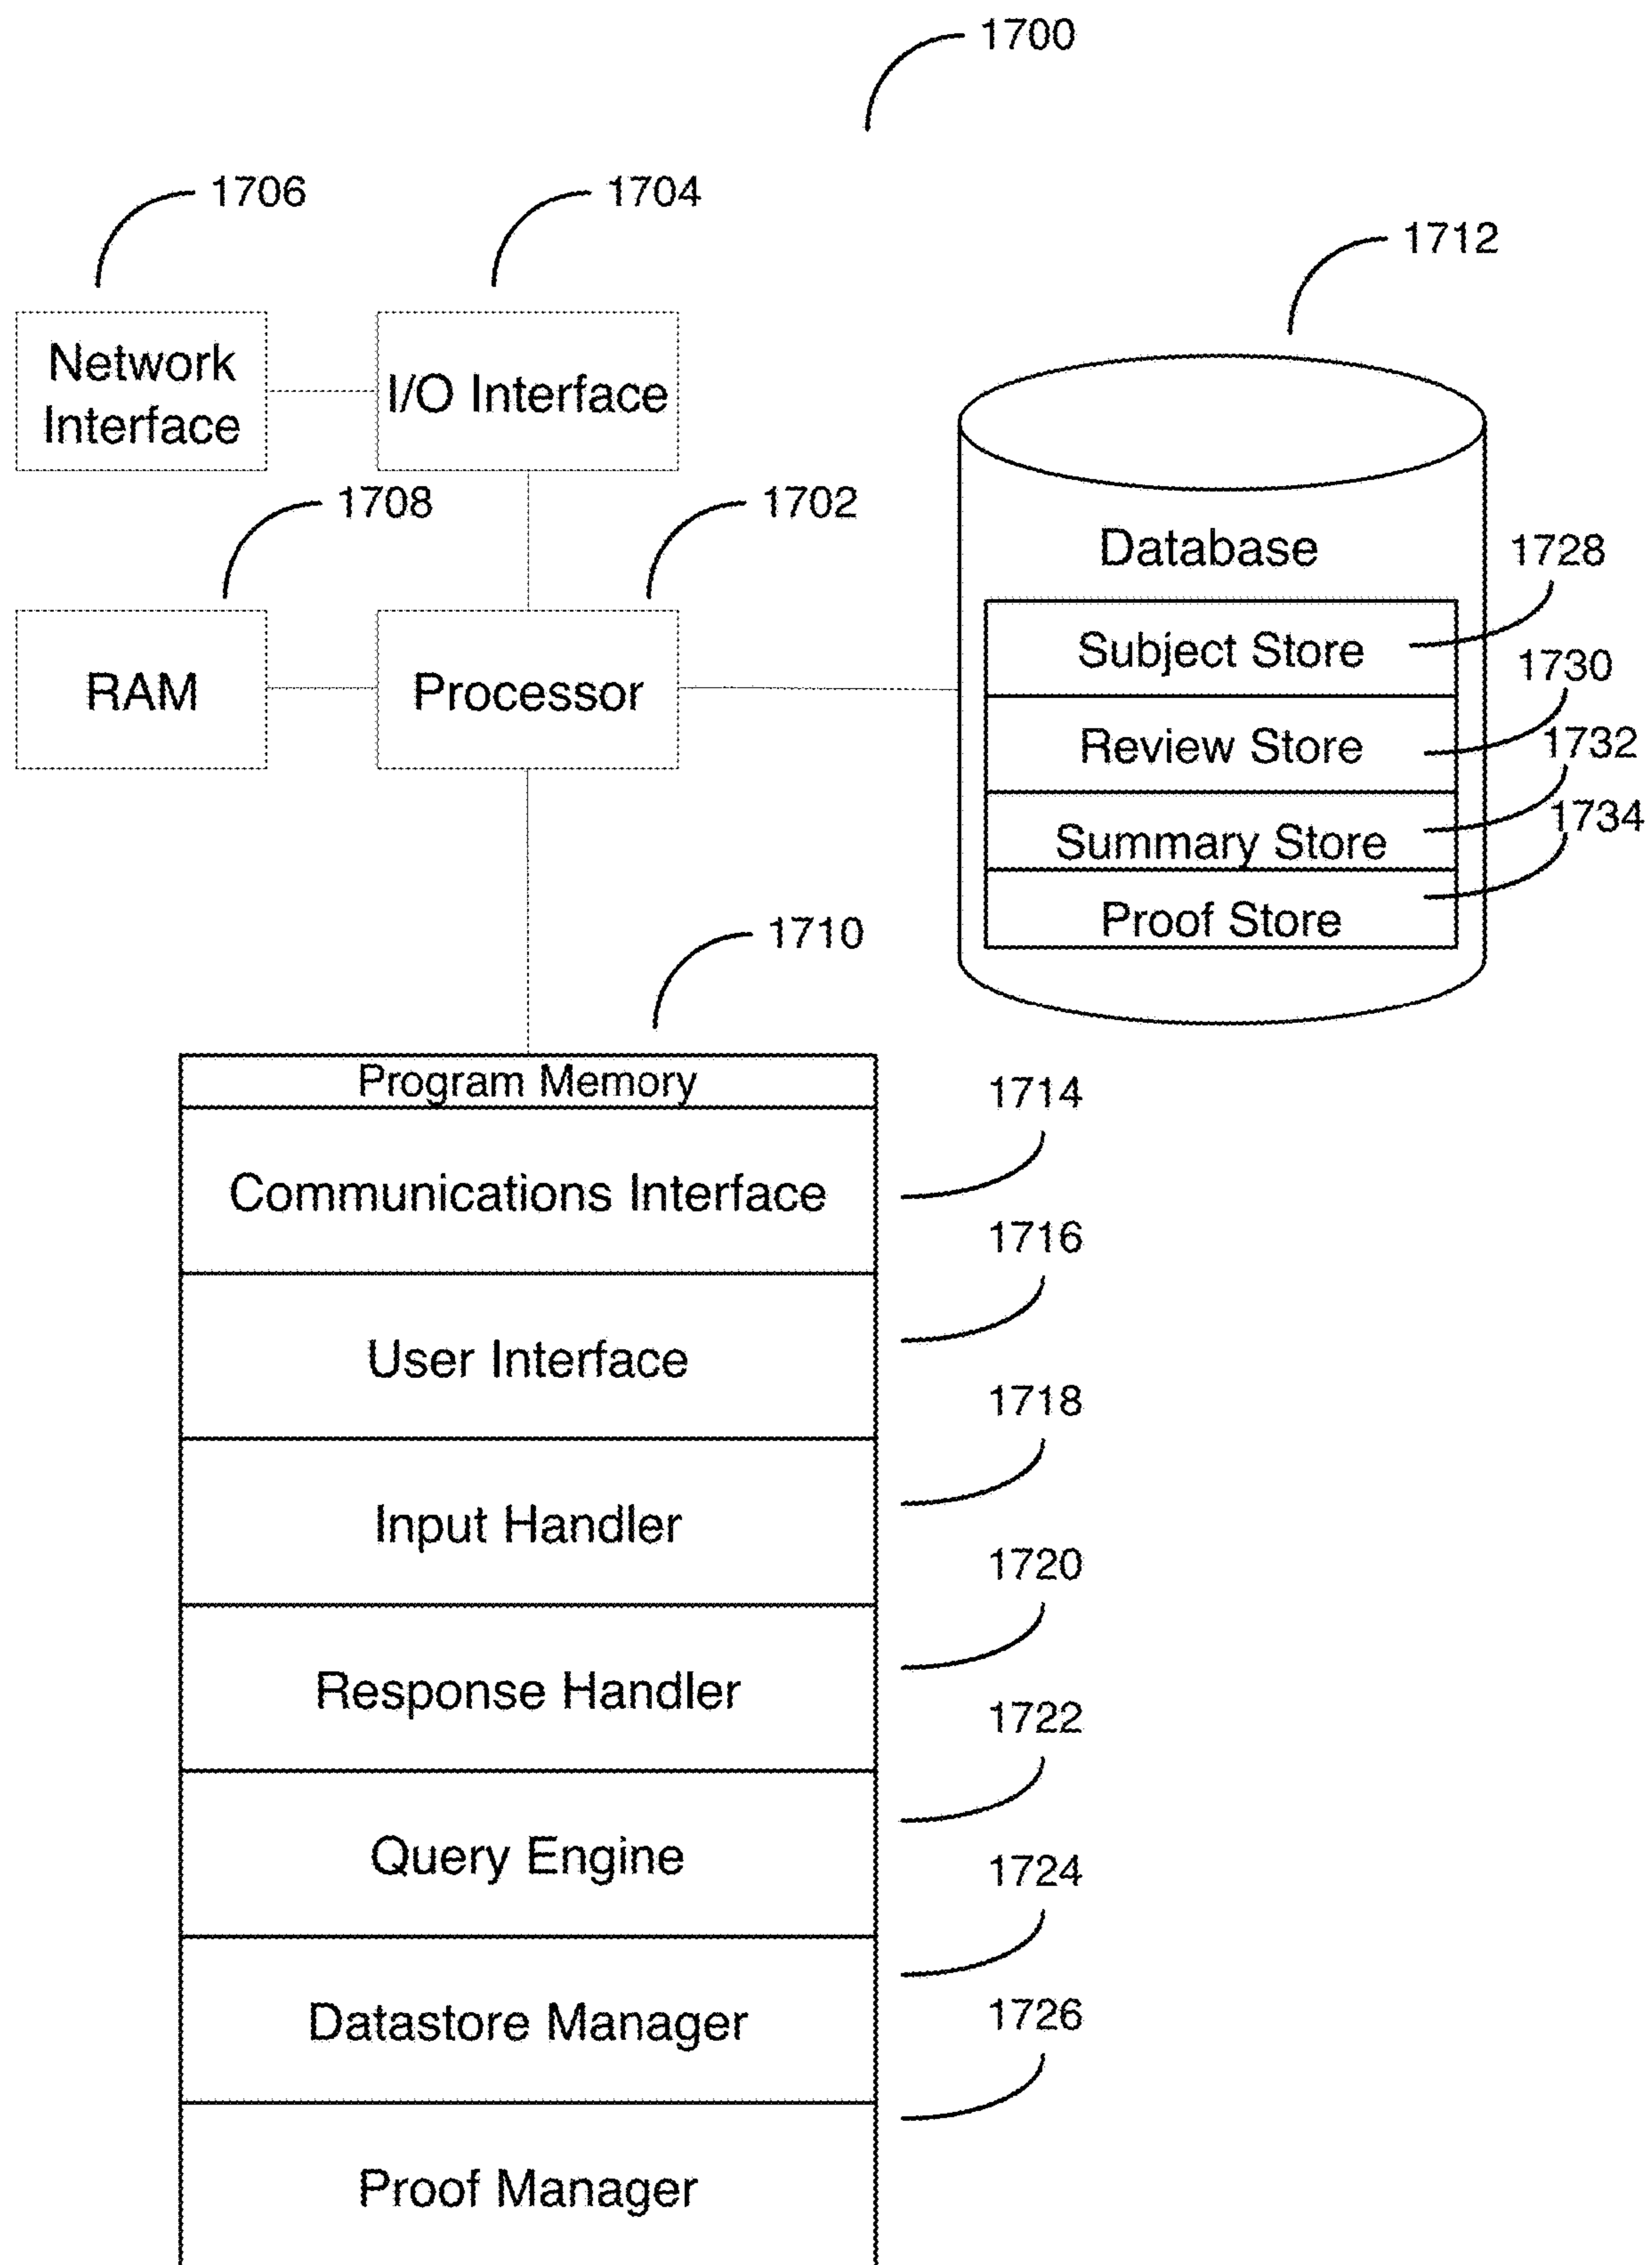 1700
1706
1704
1712
Network
Interface
I/O Interface
1708
1702
Database
1728
Subject Store
1730
RAM
Processor
Review Store
1732
1734
Summary Store
Proof Store
1710
Program Memory
1714
Communications Interface
1716
User Interface
1718
Input Handler
1720
Response Handler
1722
Query Engine
1724
Datastore Manager
1726
Proof Manager